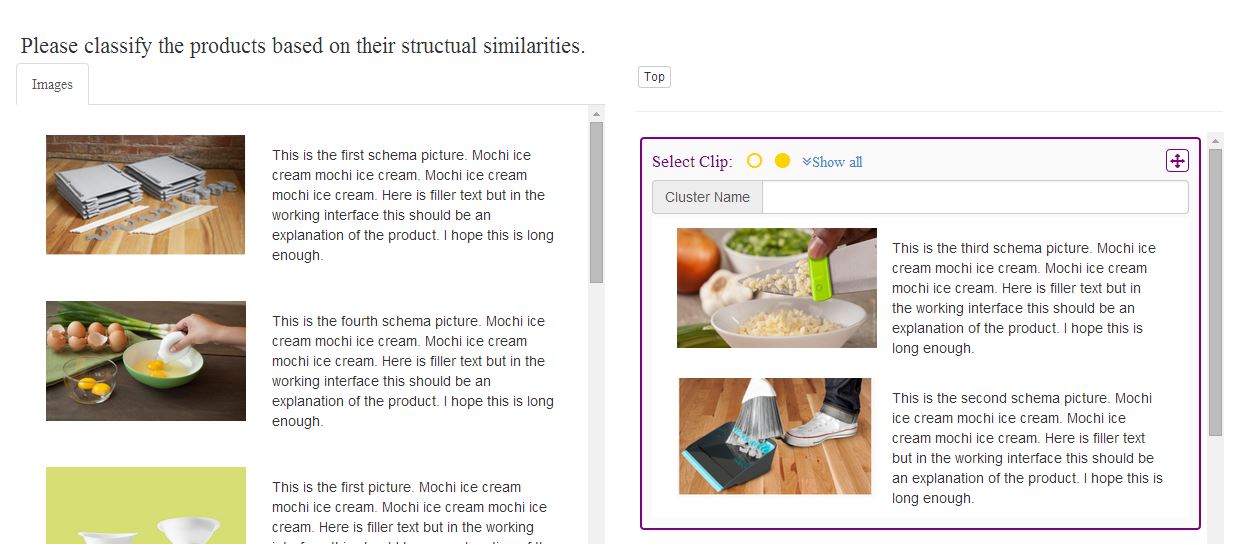 Please classify the products based on their structual similarities.
Images
This is the first schema picture. Mochi ice
cream mochi ice cream. Mochi ice cream
mochi ice cream. Here is filler text but in the
working interface this should be an
explanation of the product. I hope this is long
enough.
This is the fourth schema picture. Mochi ice
cream mochi ice cream. Mochi ice cream
mochi ice cream. Here is filler text but in the
working interface this should be an
explanation of the product. I hope this is long
enough.
This is the first picture. Mochi ice cream
mochi ice cream. Mochi ice cream mochi ice
cream. Here is filler text but in the working
Top
Select Clip:
Show all
Cluster Name
This is the third schema picture. Mochi ice
cream mochi ice cream. Mochi ice cream
mochi ice cream. Here is filler text but in
the working interface this should be an
explanation of the product. I hope this is
long enough.
This is the second schema picture. Mochi
ice cream mochi ice cream. Mochi ice
cream mochi ice cream. Here is filler text
but in the working interface this should be
an explanation of the product. I hope this is
long enough.